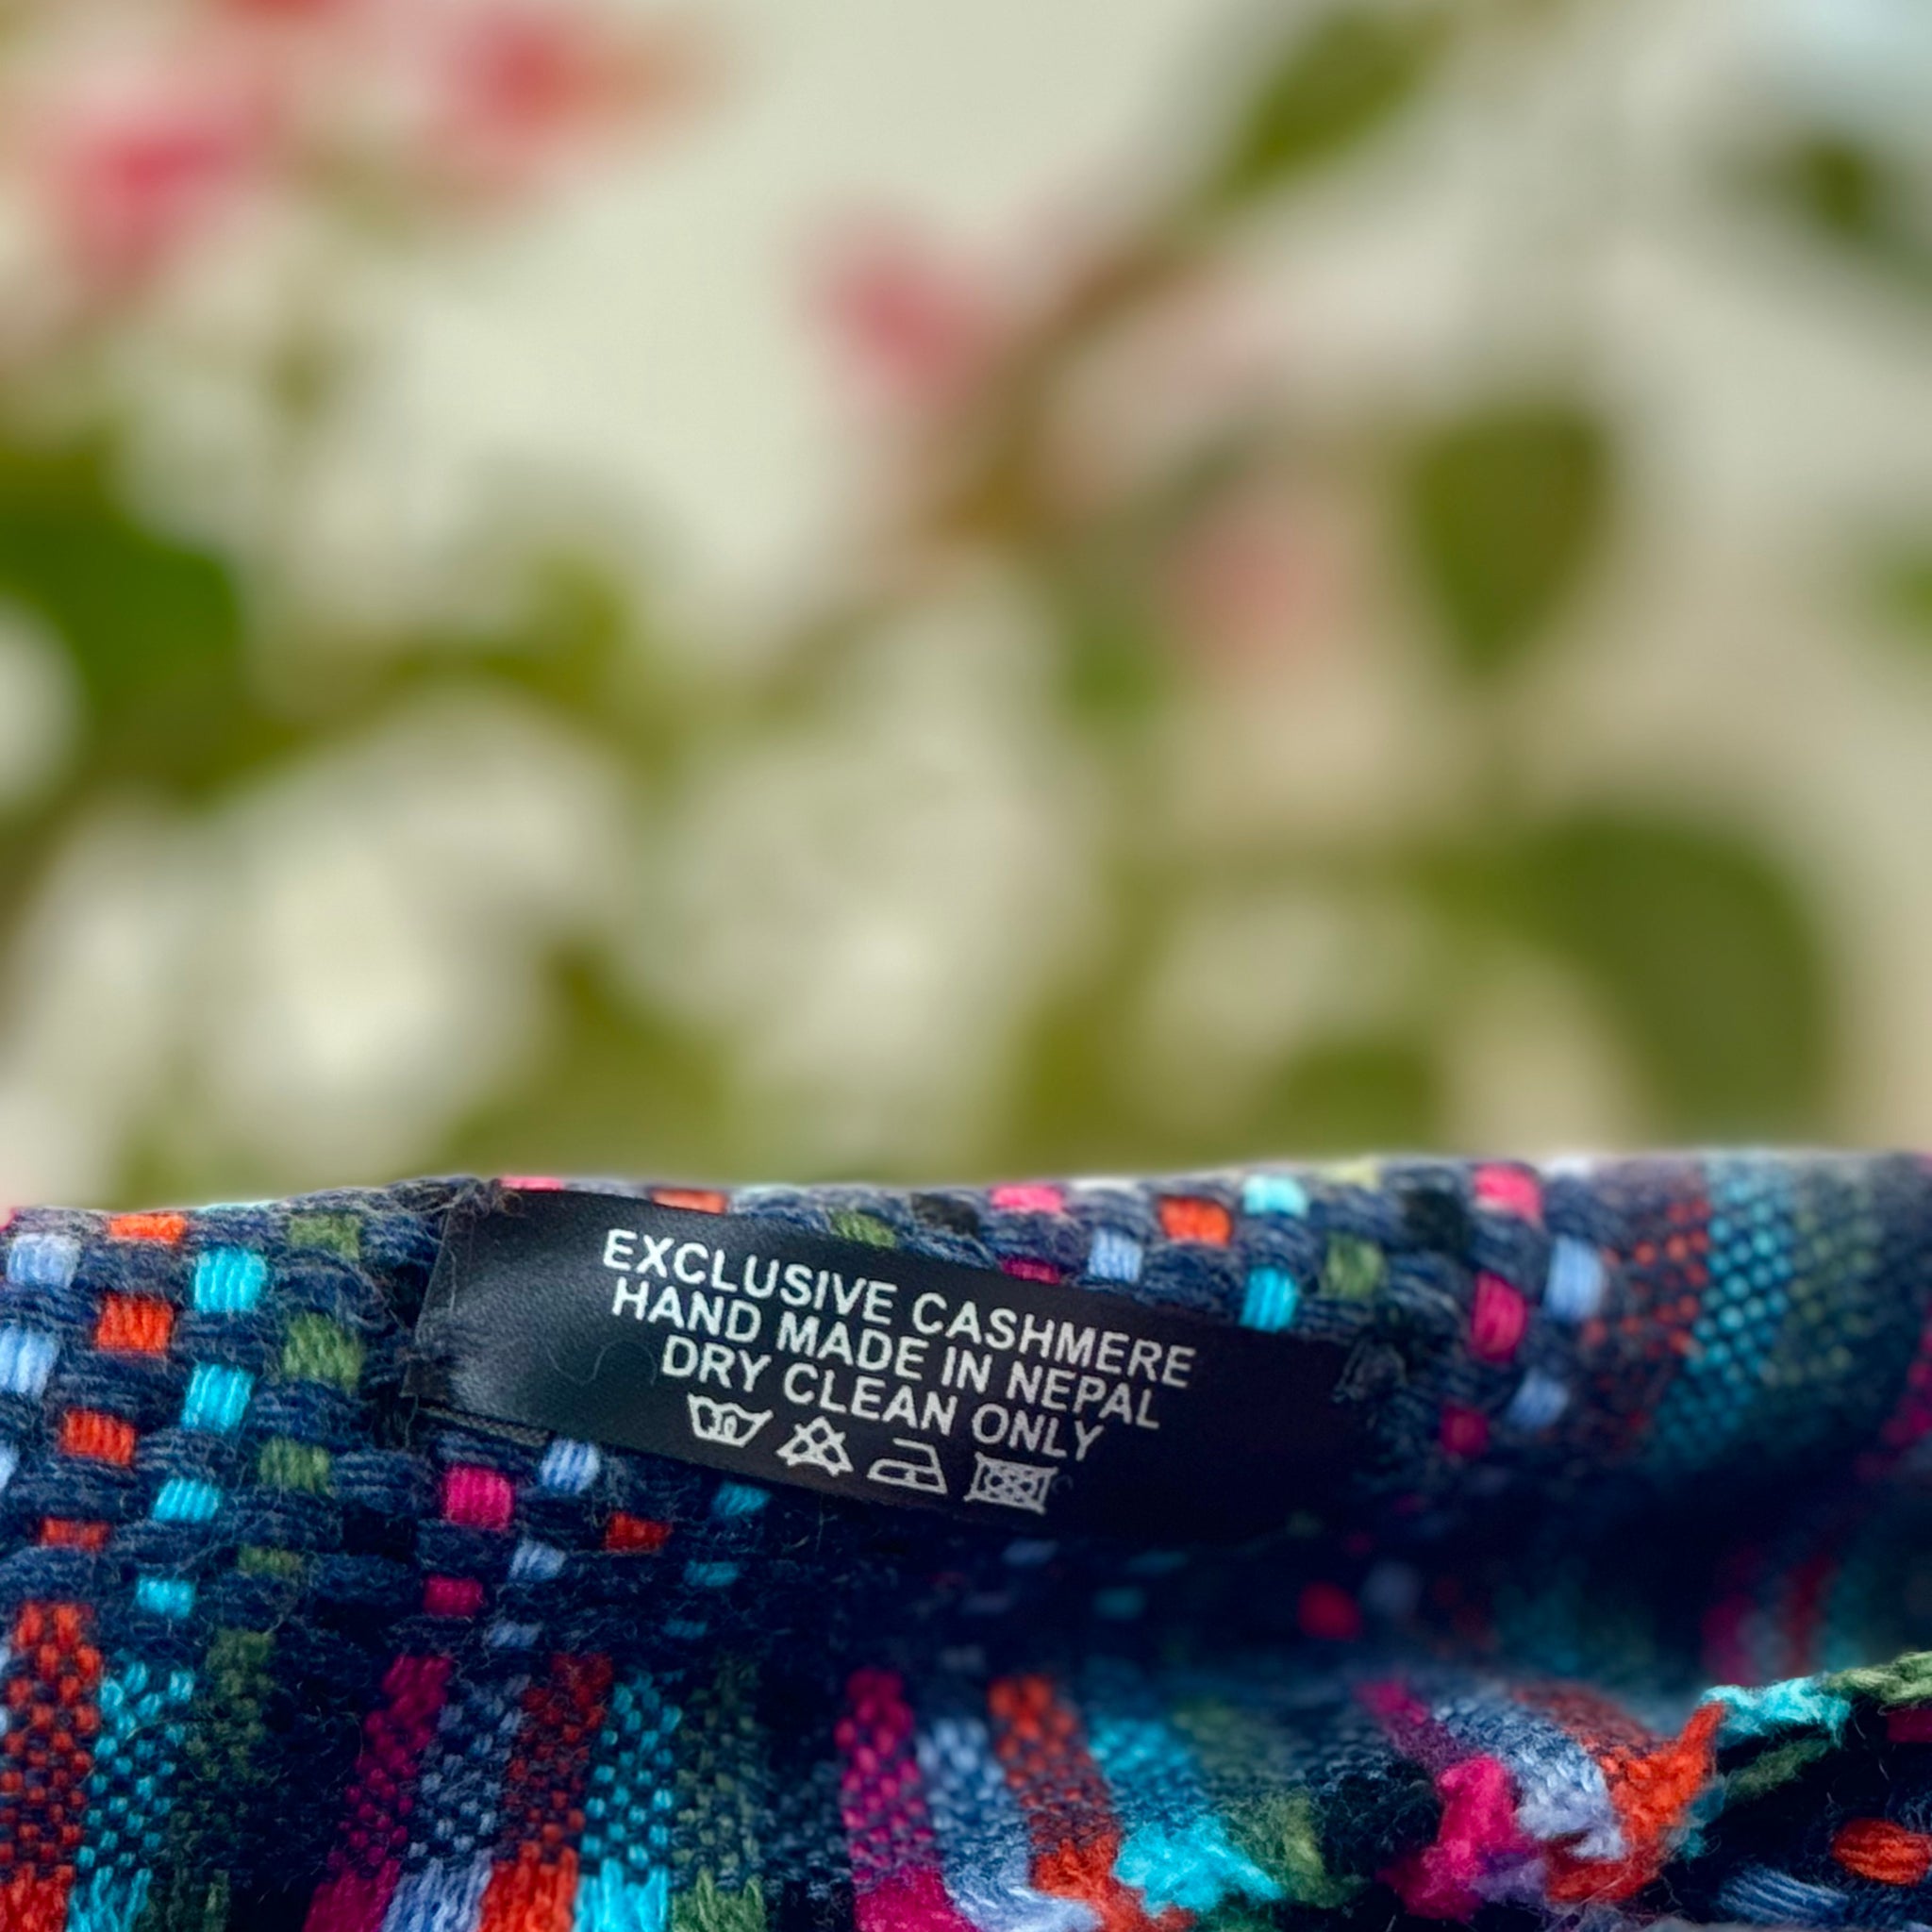 EXCLUSIVE CASHMERE
HAND MADE IN NEPAL
DRY CLEAN ONLY